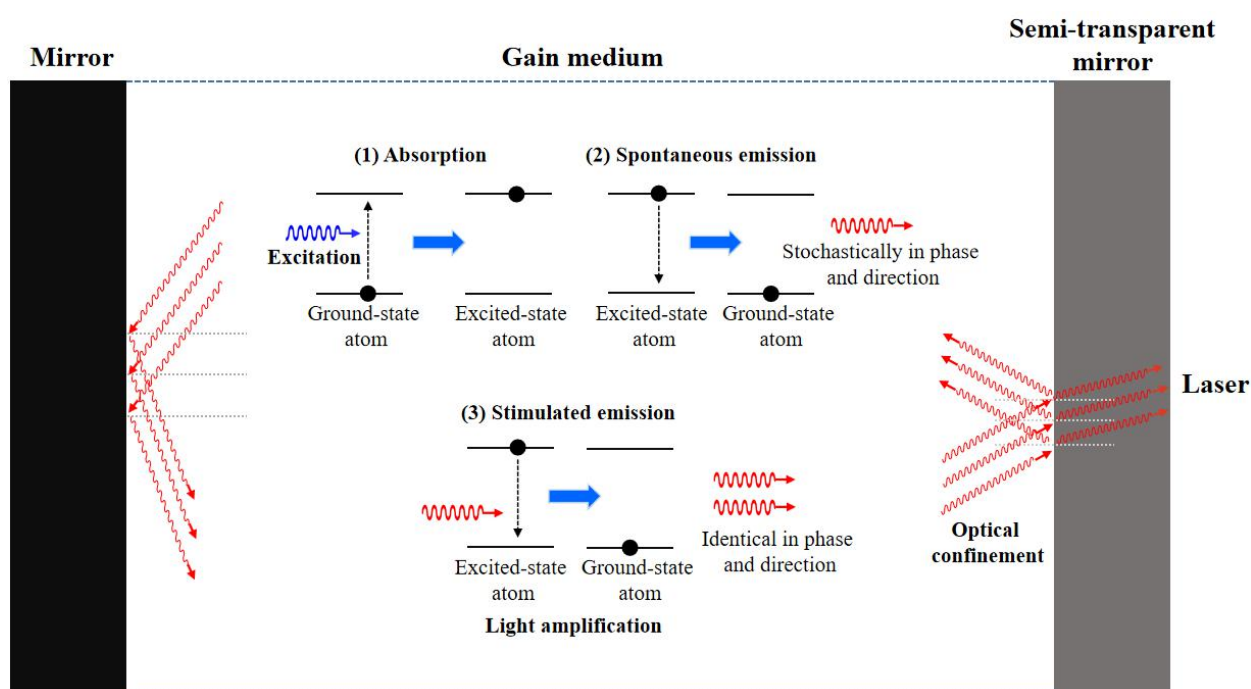 Mirror
Gain medium
Semi-transparent
mirror
(1) Absorption
(2) Spontaneous emission
Excitation
Stochastically in phase
and direction
Ground-state
atom
Excited-state
atom
Excited-state
atom
Ground-state
atom
Laser
(3) Stimulated emission
Identical in phase
and direction
Optical
confinement
Excited-state
atom
Ground-state
atom
Light amplification